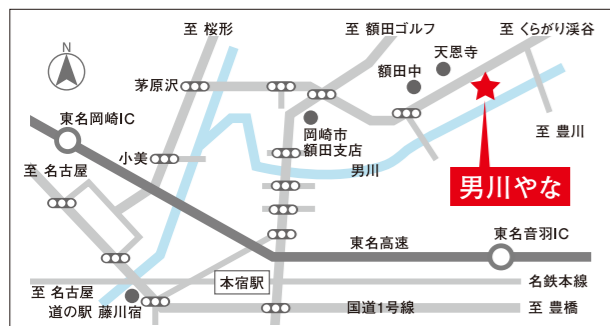 至 桜形
至 額田ゴルフ
至 くらがり渓谷
N
天恩寺
額田中
茅原沢
東名岡崎IC
岡崎市
額田支店
至 豊川
小美
至 名古屋
男川
男川やな
東名高速
東名音羽IC
本宿駅
名鉄本線
至 名古屋
道の駅 藤川宿
国道1号線
至 豊橋